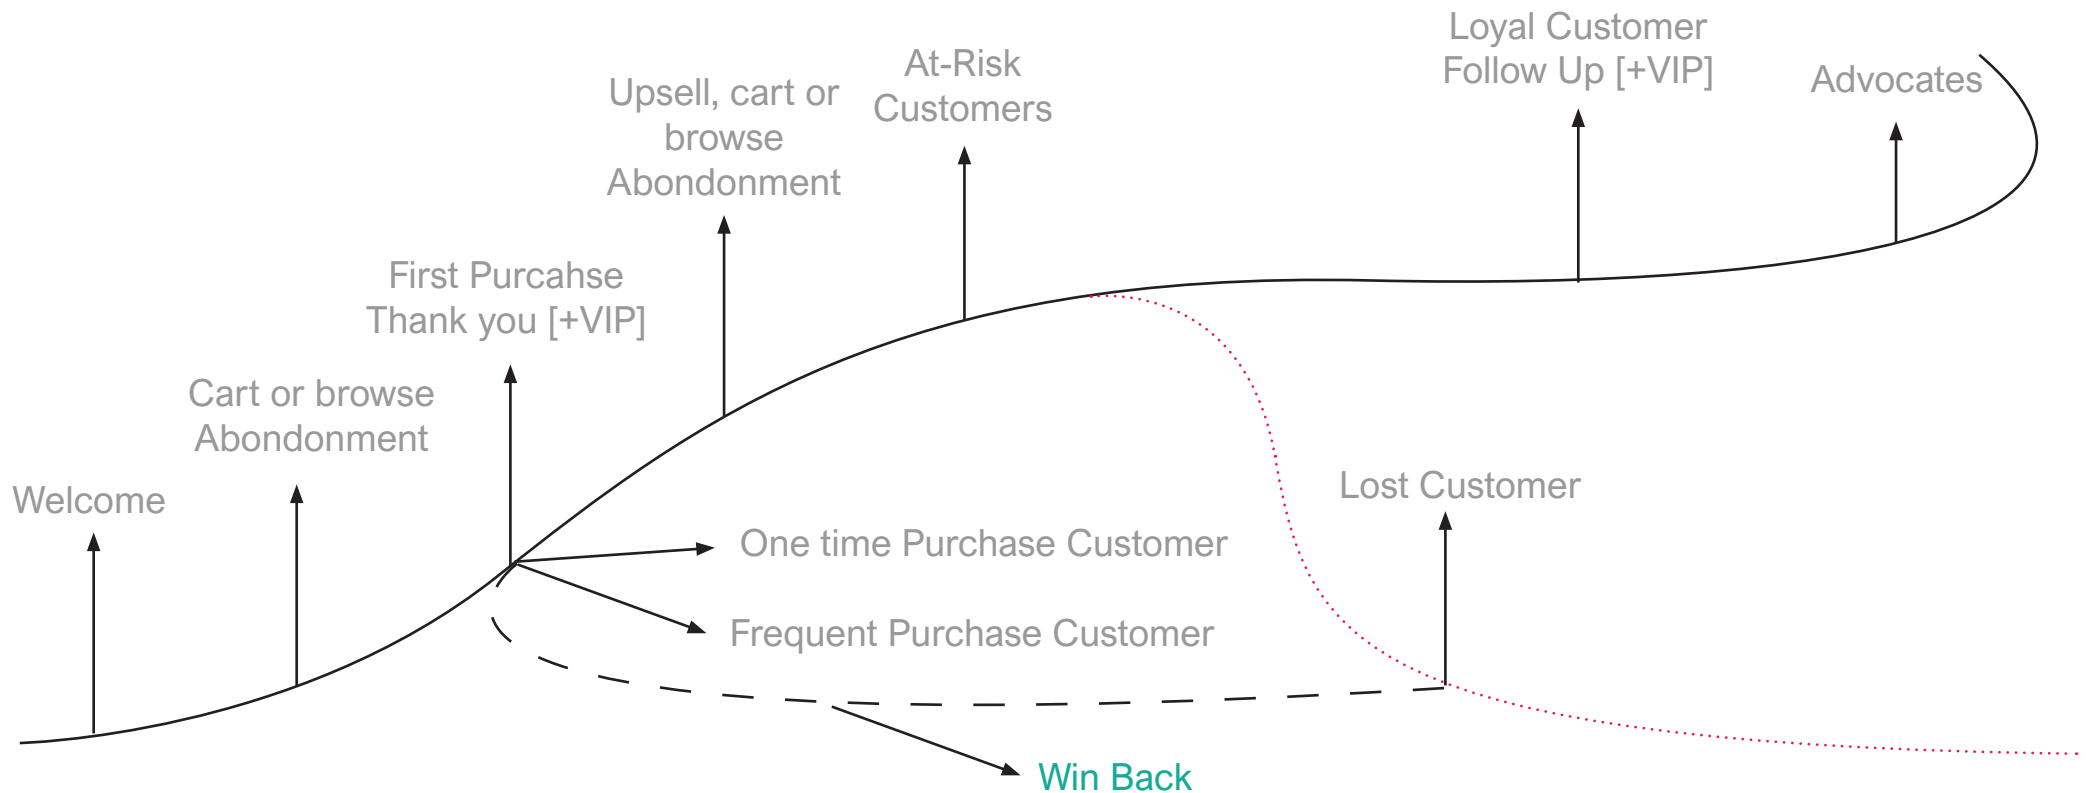 Welcome
Cart or browse
Abondonment
First Purcahse
Thank you [+VIP]
Upsell, cart or
browse
Abondonment
At-Risk
Customers
Loyal Customer
Follow Up [+VIP]
Advocates
One time Purchase Customer
Frequent Purchase Customer
Lost Customer
Win Back